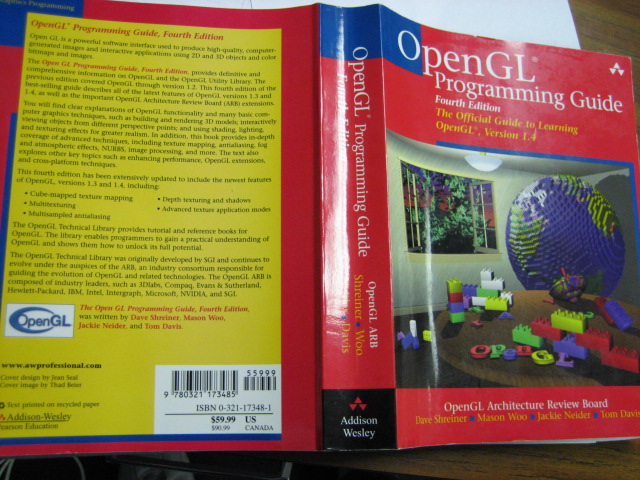 Graphics Programming
OpenGL® Programming Guide, Fourth Edition
Open GL is a powerful software interface used to produce high-quality, computer-
generated images and interactive applications using 2D and 3D objects and color
bitmaps and images.
The Open GL Programming Guide, Fourth Edition, provides definitive and
comprehensive information on OpenGL and the OpenGL Utility Library. The
previous edition covered OpenGL through version 1.2. This fourth edition of the
best-selling guide describes all of the latest features of OpenGL versions 1.3 and
1.4, as well as the important OpenGL Architecture Review Board (ARB) extensions.
You will find clear explanations of OpenGL functionality and many basic com-
puter graphics techniques, such as building and rendering 3D models; interactively
viewing objects from different perspective points; and using shading, lighting,
and texturing effects for greater realism. In addition, this book provides in-depth
coverage of advanced techniques, including texture mapping, antialiasing, fog
and atmospheric effects, NURBS, image processing, and more. The text also
explores other key topics such as enhancing performance, OpenGL extensions,
and cross-platform techniques.
This fourth edition has been extensively updated to include the newest features
of OpenGL, versions 1.3 and 1.4, including:
• Cube-mapped texture mapping
• Multitexturing
• Multisampled antialiasing
• Depth texturing and shadows
• Advanced texture application modes
The OpenGL Technical Library provides tutorial and reference books for
OpenGL. The library enables programmers to gain a practical understanding of
OpenGL and shows them how to unlock its full potential.
The OpenGL Technical Library was originally developed by SGI and continues to
evolve under the auspices of the ARB, an industry consortium responsible for
guiding the evolution of OpenGL and related technologies. The OpenGL ARB is
composed of industry leaders, such as 3Dlabs, Compaq, Evans & Sutherland,
Hewlett-Packard, IBM, Intel, Intergraph, Microsoft, NVIDIA, and SGI.
OpenGL
The Open GL Programming Guide, Fourth Edition,
was written by Dave Shreiner, Mason Woo,
Jackie Neider, and Tom Davis.
www.awprofessional.com
Cover design by Jean Seal
Cover image by Thad Beier
Text printed on recycled paper
Addison-Wesley
Pearson Education
55999
9 780321 173485
ISBN 0-321-17348-1
$59.99 US
$90.99 CANADA
OpenGL® Programming Guide
Fourth Edition
OpenGL ARB
Shreiner • Woo
• Davis
Addison
Wesley
OpenGL®
Programming Guide
Fourth Edition
The Official Guide to Learning
OpenGL®, Version 1.4
OpenGL Architecture Review Board
Dave Shreiner • Mason Woo • Jackie Neider • Tom Davis